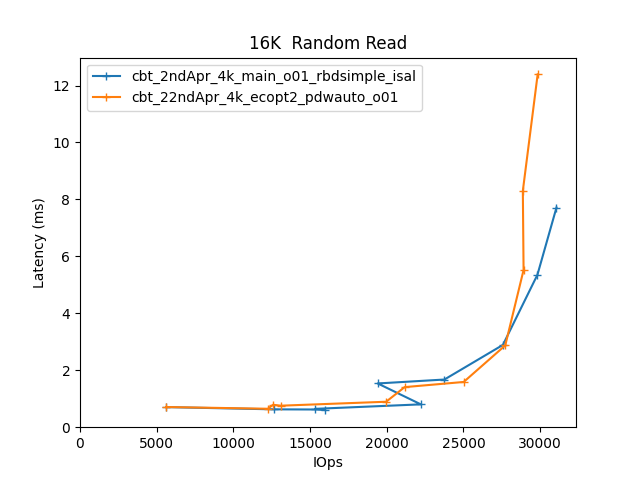 16K  Random Read
cbt_2ndApr_4k_main_o01_rbdsimple_isal
cbt_22ndApr_4k_ecopt2_pdwauto_o01
Latency (ms)
12
10
8
6
4
2
0
0 5000 10000 15000 20000 25000 30000
IOps